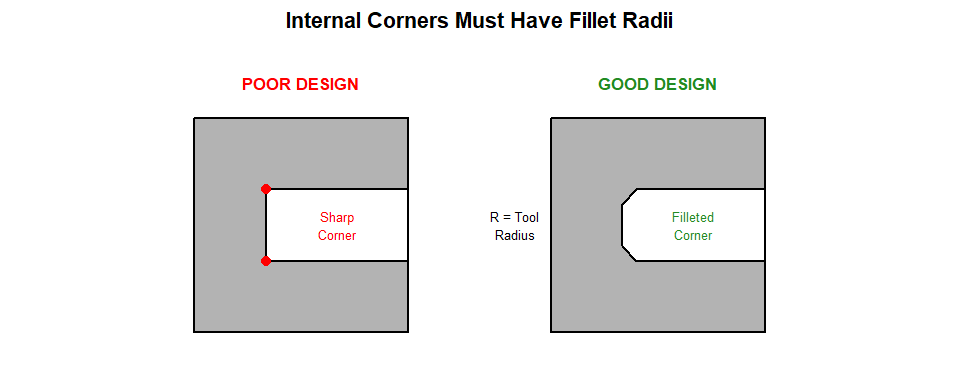 Internal Corners Must Have Fillet Radii
POOR DESIGN
GOOD DESIGN
Sharp
Corner
R = Tool
Radius
Filleted
Corner